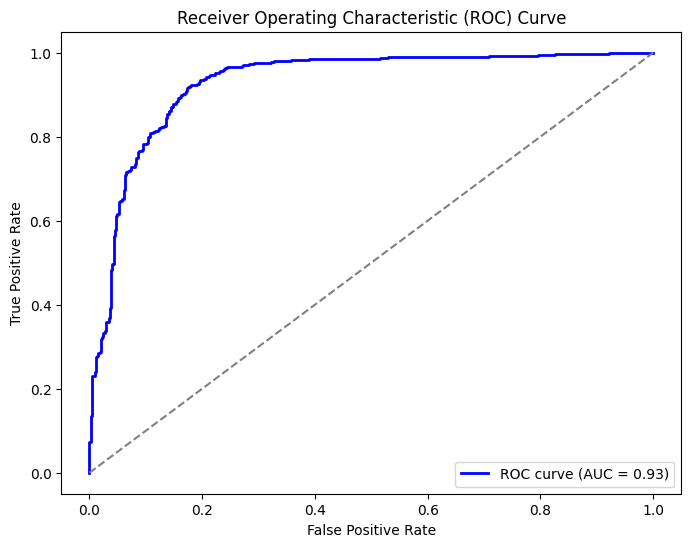 Receiver Operating Characteristic (ROC) Curve
True Positive Rate
1.0
0.8
0.6
0.4
0.2
0.0
ROC curve (AUC = 0.93)
0.0 0.2 0.4 0.6 0.8 1.0
False Positive Rate